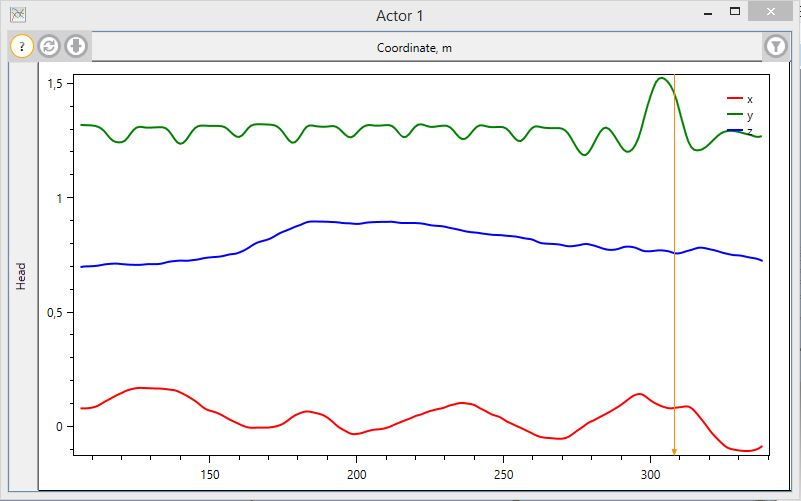 Actor 1
?
Coordinate, m
Head
1,5
1
0,5
0
x
y
z
150
200
250
300